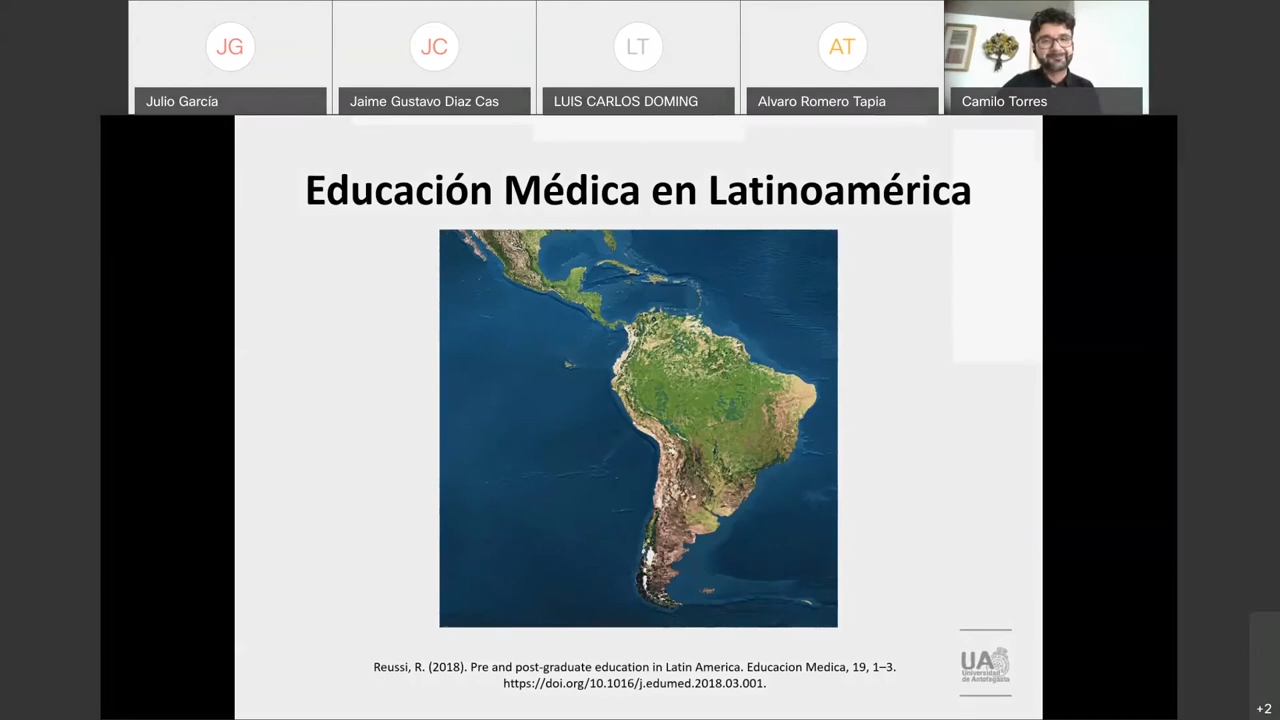 JG
JC
LT
AT
Julio García
Jaime Gustavo Diaz Cas
LUIS CARLOS DOMING
Alvaro Romero Tapia
Camilo Torres
Educación Médica en Latinoamérica
Reussi, R. (2018). Pre and post-graduate education in Latin America. Educacion Medica, 19, 1–3.
https://doi.org/10.1016/j.edumed.2018.03.001.
UA
Universidad
de Antofagasta
+2